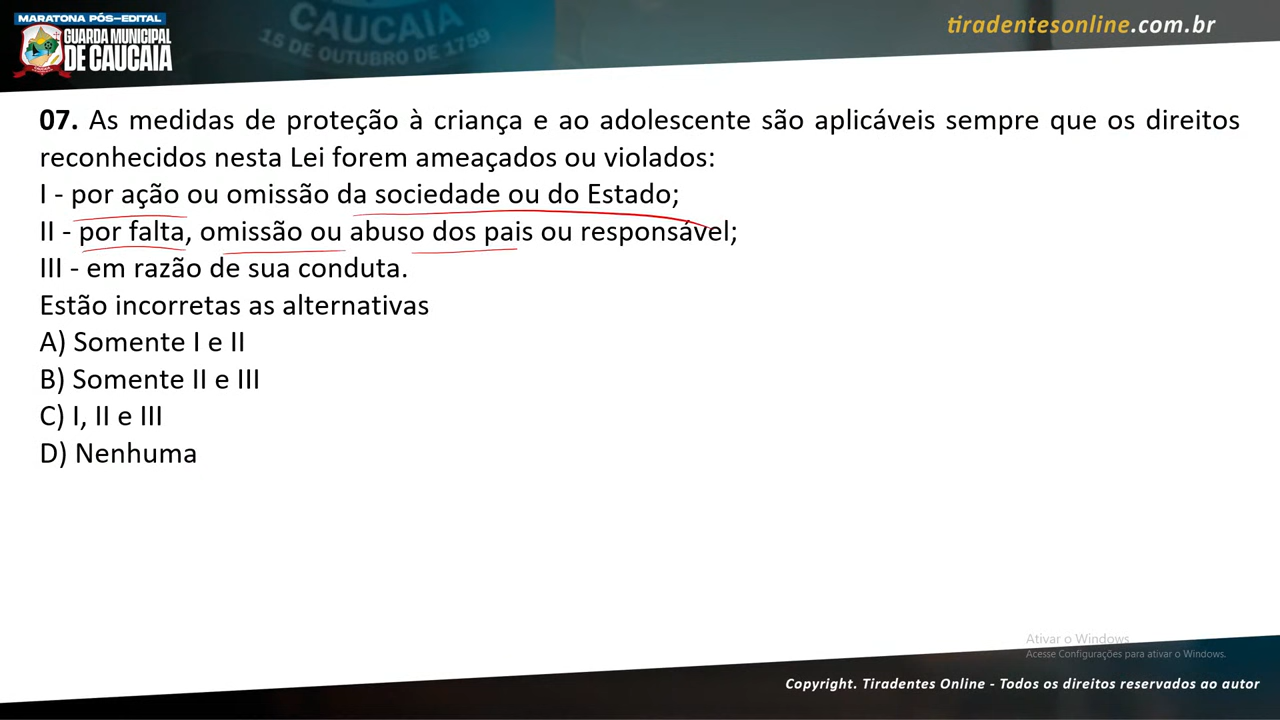 MARATONA PÓS-EDITAL
GUARDA MUNICIPAL
DE CAUCAIA
CAUCAIA
15 DE OUTUBRO DE 1759
tiradentesonline.com.br
07. As medidas de proteção à criança e ao adolescente são aplicáveis sempre que os direitos
reconhecidos nesta Lei forem ameaçados ou violados:
I - por ação ou omissão da sociedade ou do Estado;
II - por falta, omissão ou abuso dos pais ou responsável;
III - em razão de sua conduta.
Estão incorretas as alternativas
A) Somente I e II
B) Somente II e III
C) I, II e III
D) Nenhuma
Ativar o Windows
Acesse Configurações para ativar o Windows.
Copyright. Tiradentes Online - Todos os direitos reservados ao autor